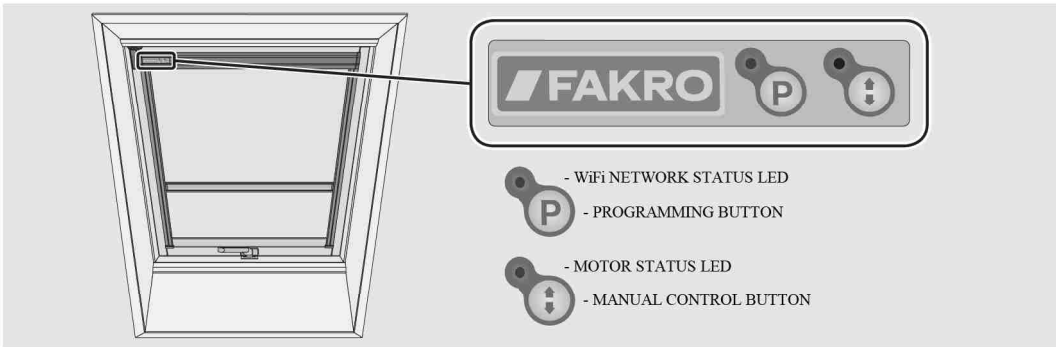 FAKRO P
- WiFi NETWORK STATUS LED
P - PROGRAMMING BUTTON
- MOTOR STATUS LED
- MANUAL CONTROL BUTTON